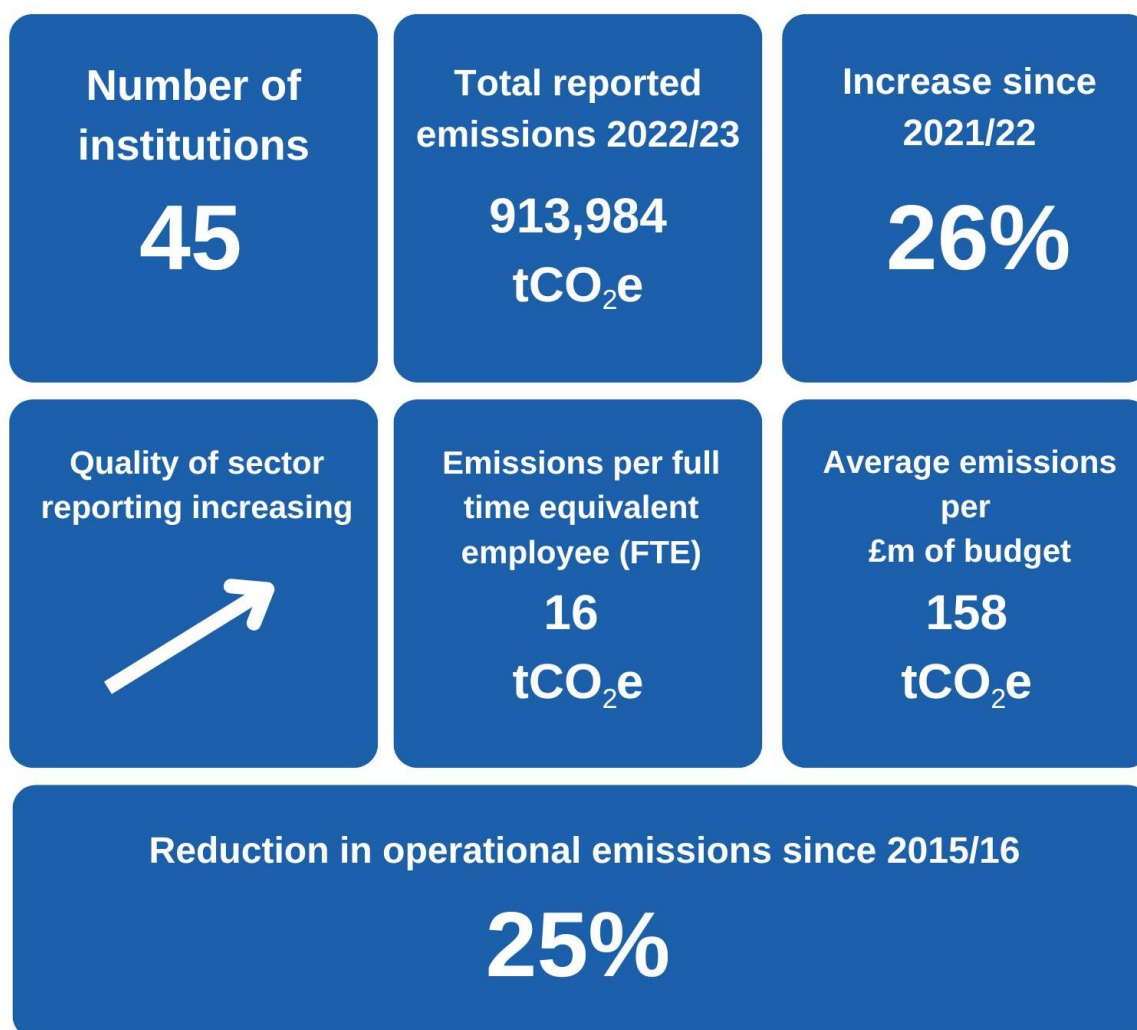 Number of
institutions
45
Total reported
emissions 2022/23
913,984
tCO₂e
Increase since
2021/22
26%
Quality of sector
reporting increasing
Emissions per full
time equivalent
employee (FTE)
16
tCO₂e
Average emissions
per
£m of budget
158
tCO₂e
Reduction in operational emissions since 2015/16
25%